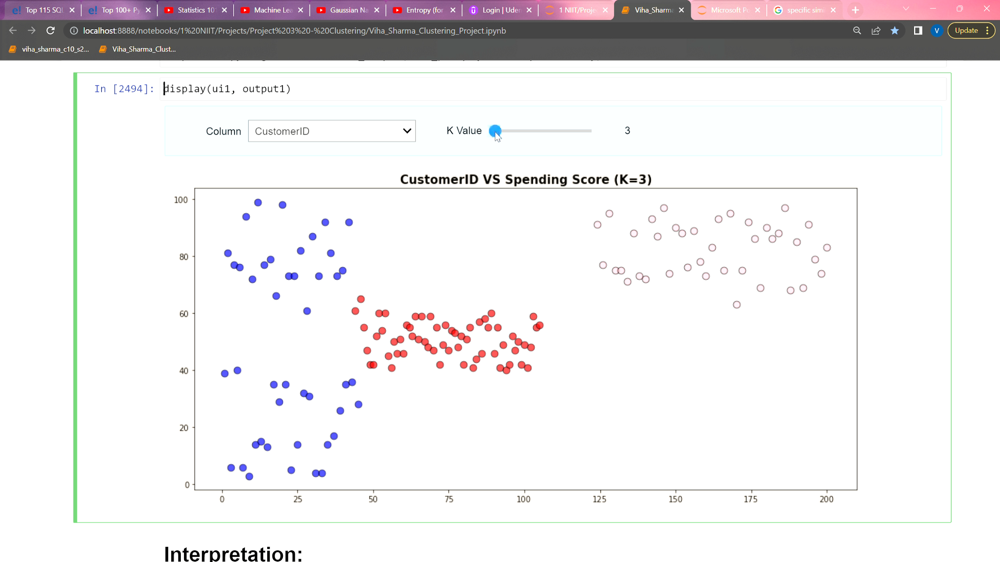 Top 115 SQL
Top 100+ Py
Statistics 101
Machine Lea
Gaussian Na
Entropy (for
Login | Uden
1 NIIT/Projec
Viha_Sharma
Microsoft Po
specific simi
localhost:8888/notebooks/1%20NIIT/Projects/Project%203%20-%20Clustering/Viha_Sharma_Clustering_Project.ipynb
V
Update
viha_sharma_c10_s2...
Viha_Sharma_Clust...
In [2494]: display(ui1, output1)
Column CustomerID K Value 3
CustomerID VS Spending Score (K=3)
100
80
60
40
20
0
0 25 50 75 100 125 150 175 200
Interpretation: